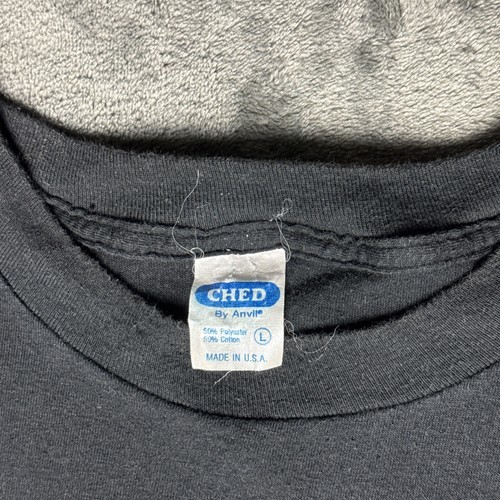 CHED
By Anvil®
50% Polyester
50% Cotton
L
MADE IN U.S.A.